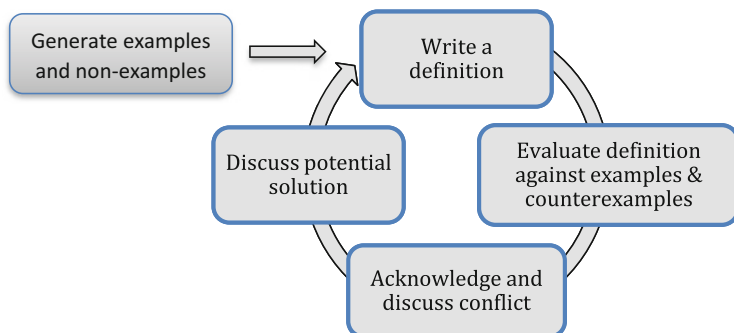 Generate examples
and non-examples
Write a
definition
Evaluate definition
against examples &
counterexamples
Acknowledge and
discuss conflict
Discuss potential
solution